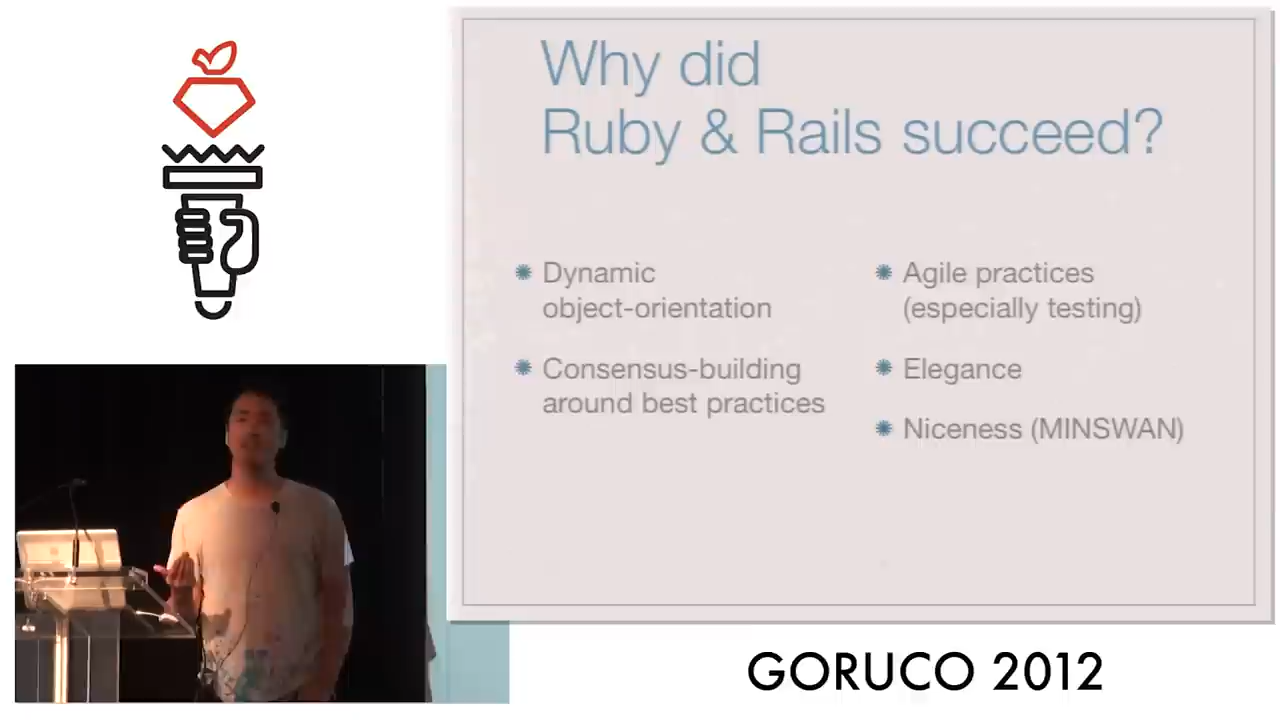 Why did
Ruby & Rails succeed?
Dynamic
object-orientation
Consensus-building
around best practices
Agile practices
(especially testing)
Elegance
Niceness (MINSWAN)
GORUCO 2012